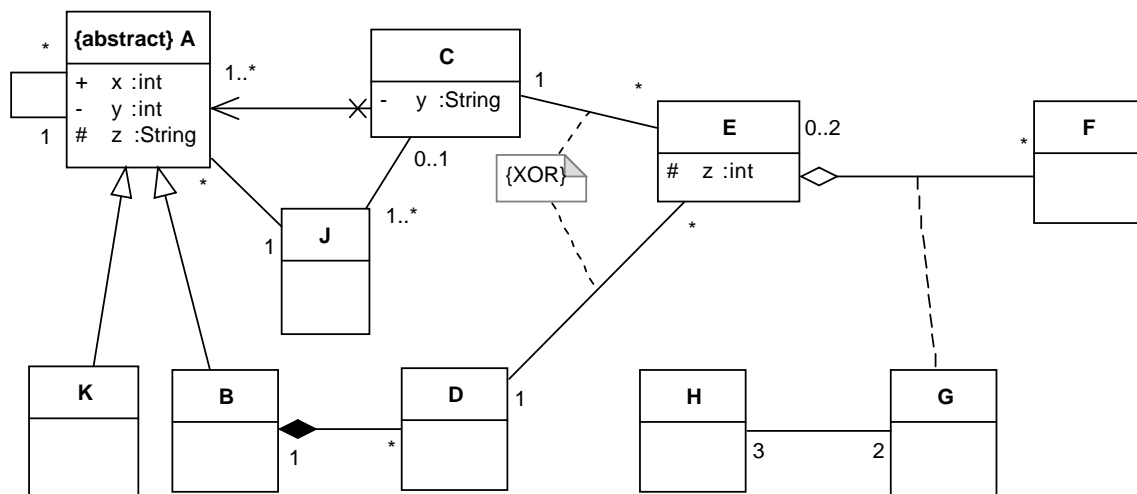 {abstract} A
+ x :int
- y :int
# z :String
*
1
1..*
C
- y :String
1
*
0..1
1..*
*
1
J
{XOR}
E
# z :int
0..2
*
F
*
1
K
B
1
*
D
H
3
2
G